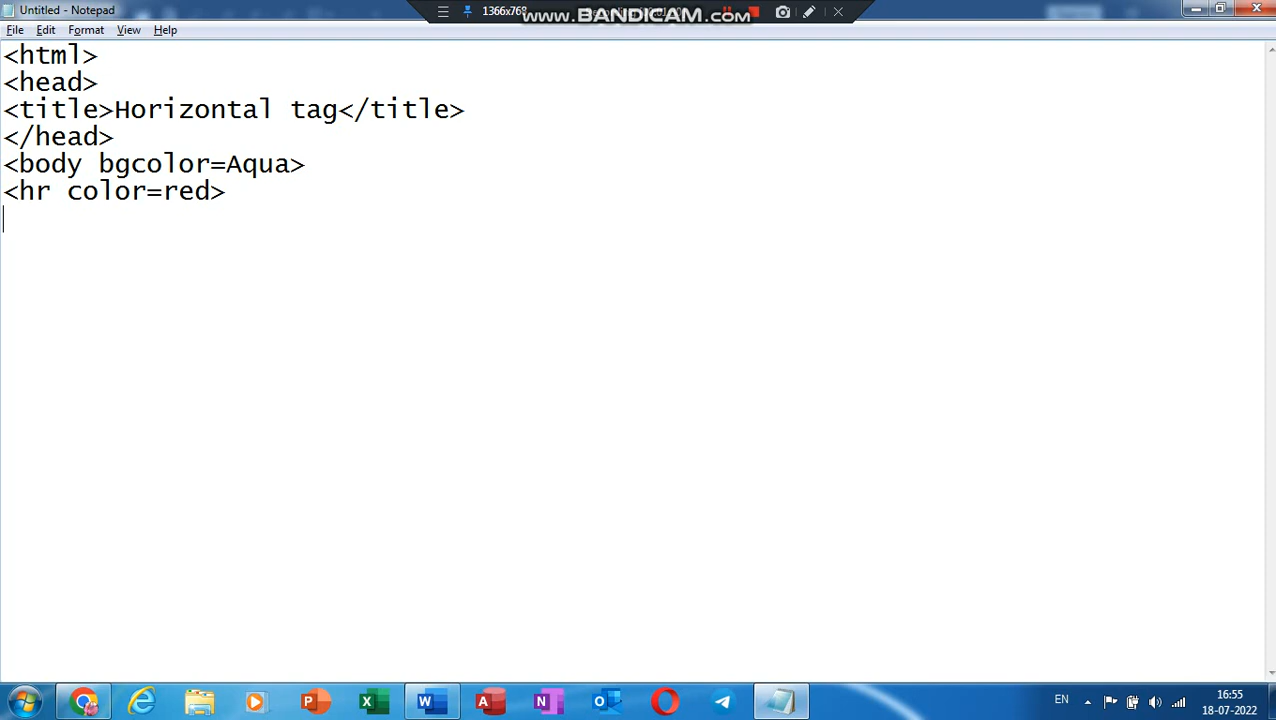 Untitled - Notepad
1366x768
www.BANDICAM.com
File Edit Format View Help
<html>
<head>
<title>Horizontal tag</title>
</head>
<body bgcolor=Aqua>
<hr color=red>
EN
16:55
18-07-2022